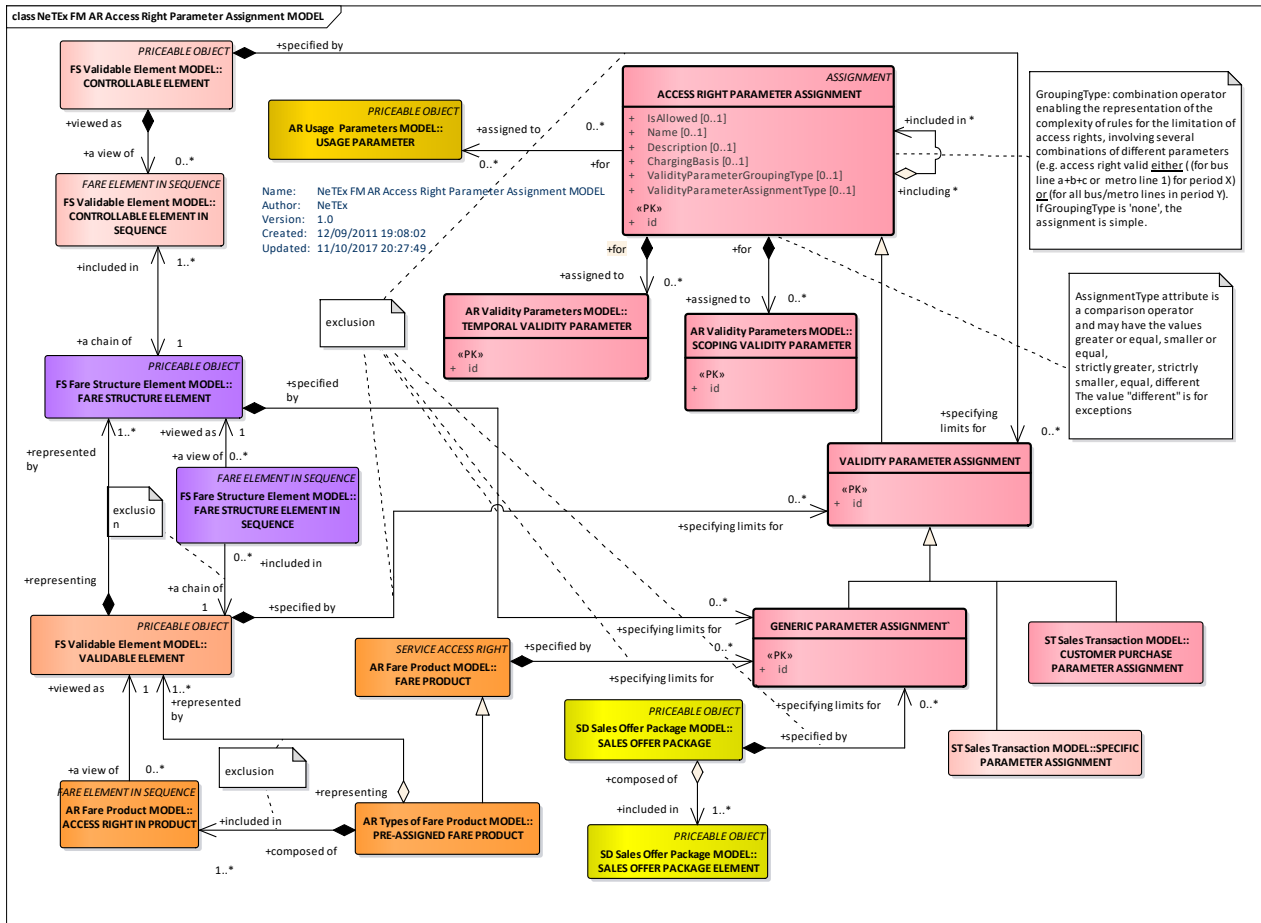 class NeTEx FM AR Access Right Parameter Assignment MODEL
PRICEABLE OBJECT
FS Validable Element MODEL::
CONTROLLABLE ELEMENT
+specified by
+viewed as
+a view of
0..*
FARE ELEMENT IN SEQUENCE
FS Validable Element MODEL::
CONTROLLABLE ELEMENT IN
SEQUENCE
1..*
+included in
+a chain of
1
PRICEABLE OBJECT
AR Usage Parameters MODEL::
USAGE PARAMETER
+assigned to
0..*
0..*
+for
ASSIGNMENT
ACCESS RIGHT PARAMETER ASSIGNMENT
+ IsAllowed [0..1]
+ Name [0..1]
+ Description [0..1]
+ ChargingBasis [0..1]
+ ValidityParameterGroupingType [0..1]
+ ValidityParameterAssignmentType [0..1]
«PK»
+ id
+included in *
+including *
GroupingType: combination operator
enabling the representation of the
complexity of rules for the limitation of
access rights, involving several
combinations of different parameters
(e.g. access right valid either ( (for bus
line a+b+c or metro line 1) for period X)
or (for all bus/metro lines in period Y).
If GroupingType is 'none', the
assignment is simple.
Name: NeTEx FM AR Access Right Parameter Assignment MODEL
Author: NeTEx
Version: 1.0
Created: 12/09/2011 19:08:02
Updated: 11/10/2017 20:27:49
+for
+assigned to
0..*
+for
+assigned to
0..*
AR Validity Parameters MODEL::
TEMPORAL VALIDITY PARAMETER
«PK»
+ id
AR Validity Parameters MODEL::
SCOPING VALIDITY PARAMETER
«PK»
+ id
AssignmentType attribute is
a comparison operator
and may have the values
greater or equal, smaller or
equal,
strictly greater, strictrly
smaller, equal, different
The value "different" is for
exceptions
exclusion
PRICEABLE OBJECT
FS Fare Structure Element MODEL::
FARE STRUCTURE ELEMENT
+specified
by
1..*
+represented
by
+viewed as
1
+a view of
0..*
FARE ELEMENT IN SEQUENCE
FS Fare Structure Element MODEL::
FARE STRUCTURE ELEMENT IN
SEQUENCE
exclusio
n
0..*
+included in
+representing
+a chain of
1
+specified by
+specifying
limits for
0..*
VALIDITY PARAMETER ASSIGNMENT
«PK»
+ id
0..*
+specifying limits for
PRICEABLE OBJECT
FS Validable Element MODEL::
VALIDABLE ELEMENT
+viewed as
1
1..*
+represented
by
SERVICE ACCESS RIGHT
AR Fare Product MODEL::
FARE PRODUCT
+specified by
0..*
+specifying limits for
0..*
+specifying limits for
GENERIC PARAMETER ASSIGNMENT`
«PK»
+ id
+specifying limits for
0..*
ST Sales Transaction MODEL::
CUSTOMER PURCHASE
PARAMETER ASSIGNMENT
ST Sales Transaction MODEL::SPECIFIC
PARAMETER ASSIGNMENT
PRICEABLE OBJECT
SD Sales Offer Package MODEL::
SALES OFFER PACKAGE
+specified by
+composed of
+included in
1..*
PRICEABLE OBJECT
SD Sales Offer Package MODEL::
SALES OFFER PACKAGE ELEMENT
exclusion
+a view of
0..*
FARE ELEMENT IN SEQUENCE
AR Fare Product MODEL::
ACCESS RIGHT IN PRODUCT
+representing
+included in
1..*
+composed of
AR Types of Fare Product MODEL::
PRE-ASSIGNED FARE PRODUCT